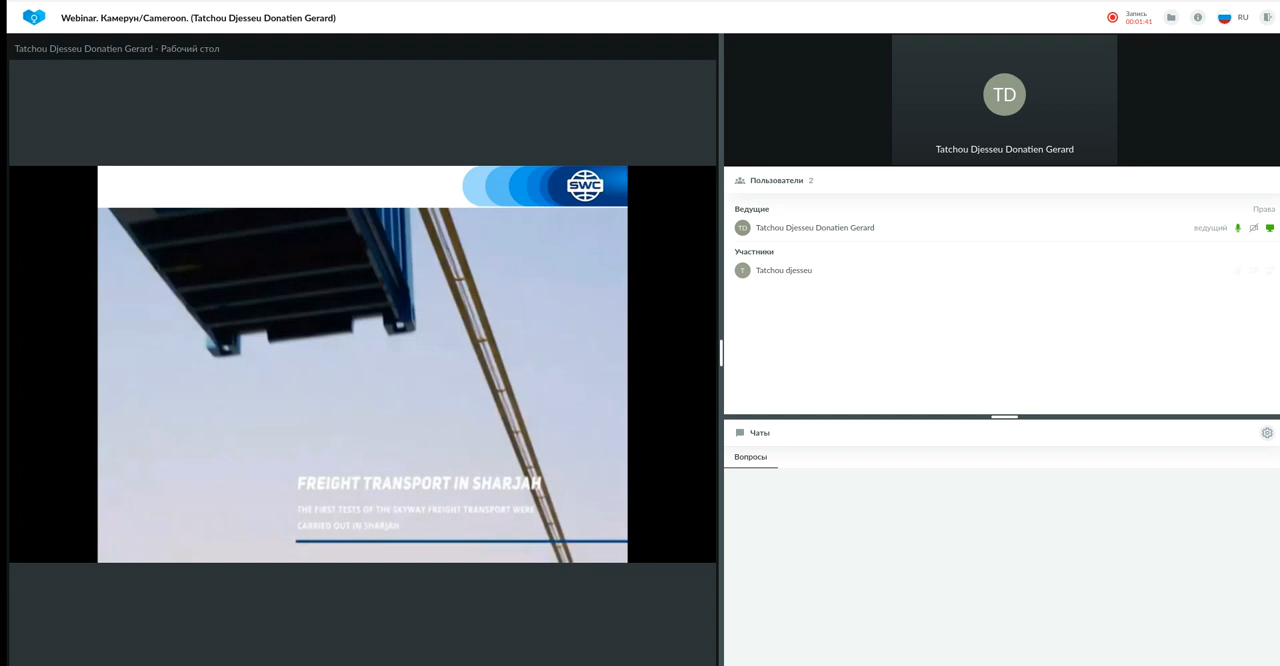 Webinar. Камерун/Cameroon. (Tatchou Djesseu Donatien Gerard)
Запись
00:01:41
RU
Tatchou Djesseu Donatien Gerard - Рабочий стол
SWC
FREIGHT TRANSPORT IN SHARJAH
THE FIRST TESTS OF THE SKYWAY FREIGHT TRANSPORT WERE
CARRIED OUT IN SHARJAH
TD
Tatchou Djesseu Donatien Gerard
Пользователи 2
Ведущие Права
TD Tatchou Djesseu Donatien Gerard ведущий
Участники
T Tatchou djesseu
Чаты
Вопросы